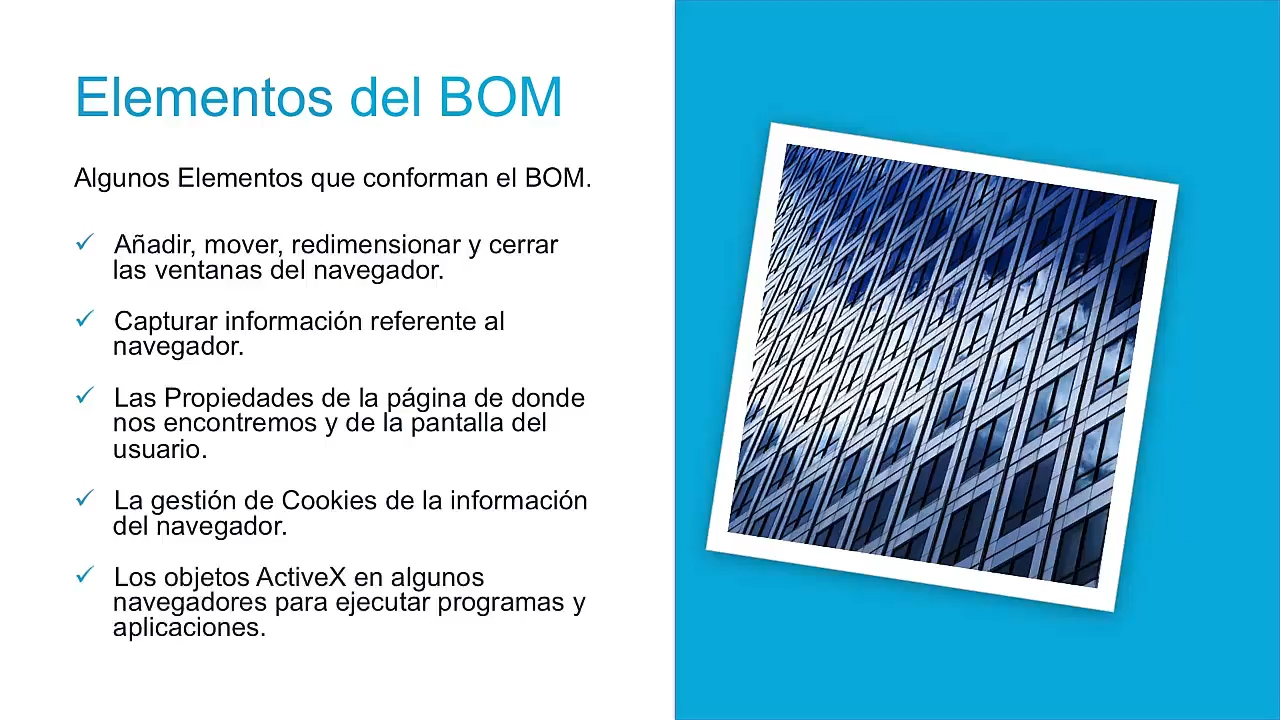 Elementos del BOM
Algunos Elementos que conforman el BOM.
✓ Añadir, mover, redimensionar y cerrar
las ventanas del navegador.
✓ Capturar información referente al
navegador.
✓ Las Propiedades de la página de donde
nos encontremos y de la pantalla del
usuario.
✓ La gestión de Cookies de la información
del navegador.
✓ Los objetos ActiveX en algunos
navegadores para ejecutar programas y
aplicaciones.